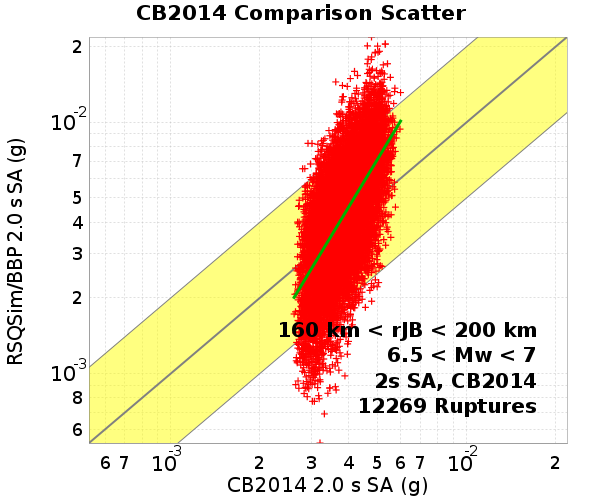 CB2014 Comparison Scatter
RSQSim/BBP 2.0 s SA (g)
2
10-2
7
5
4
3
2
10-3
8
6
160 km < rJB < 200 km
6.5 < Mw < 7
2s SA, CB2014
12269 Ruptures
6 7 10-3 2 3 4 5 6 7 10-2 2
CB2014 2.0 s SA (g)